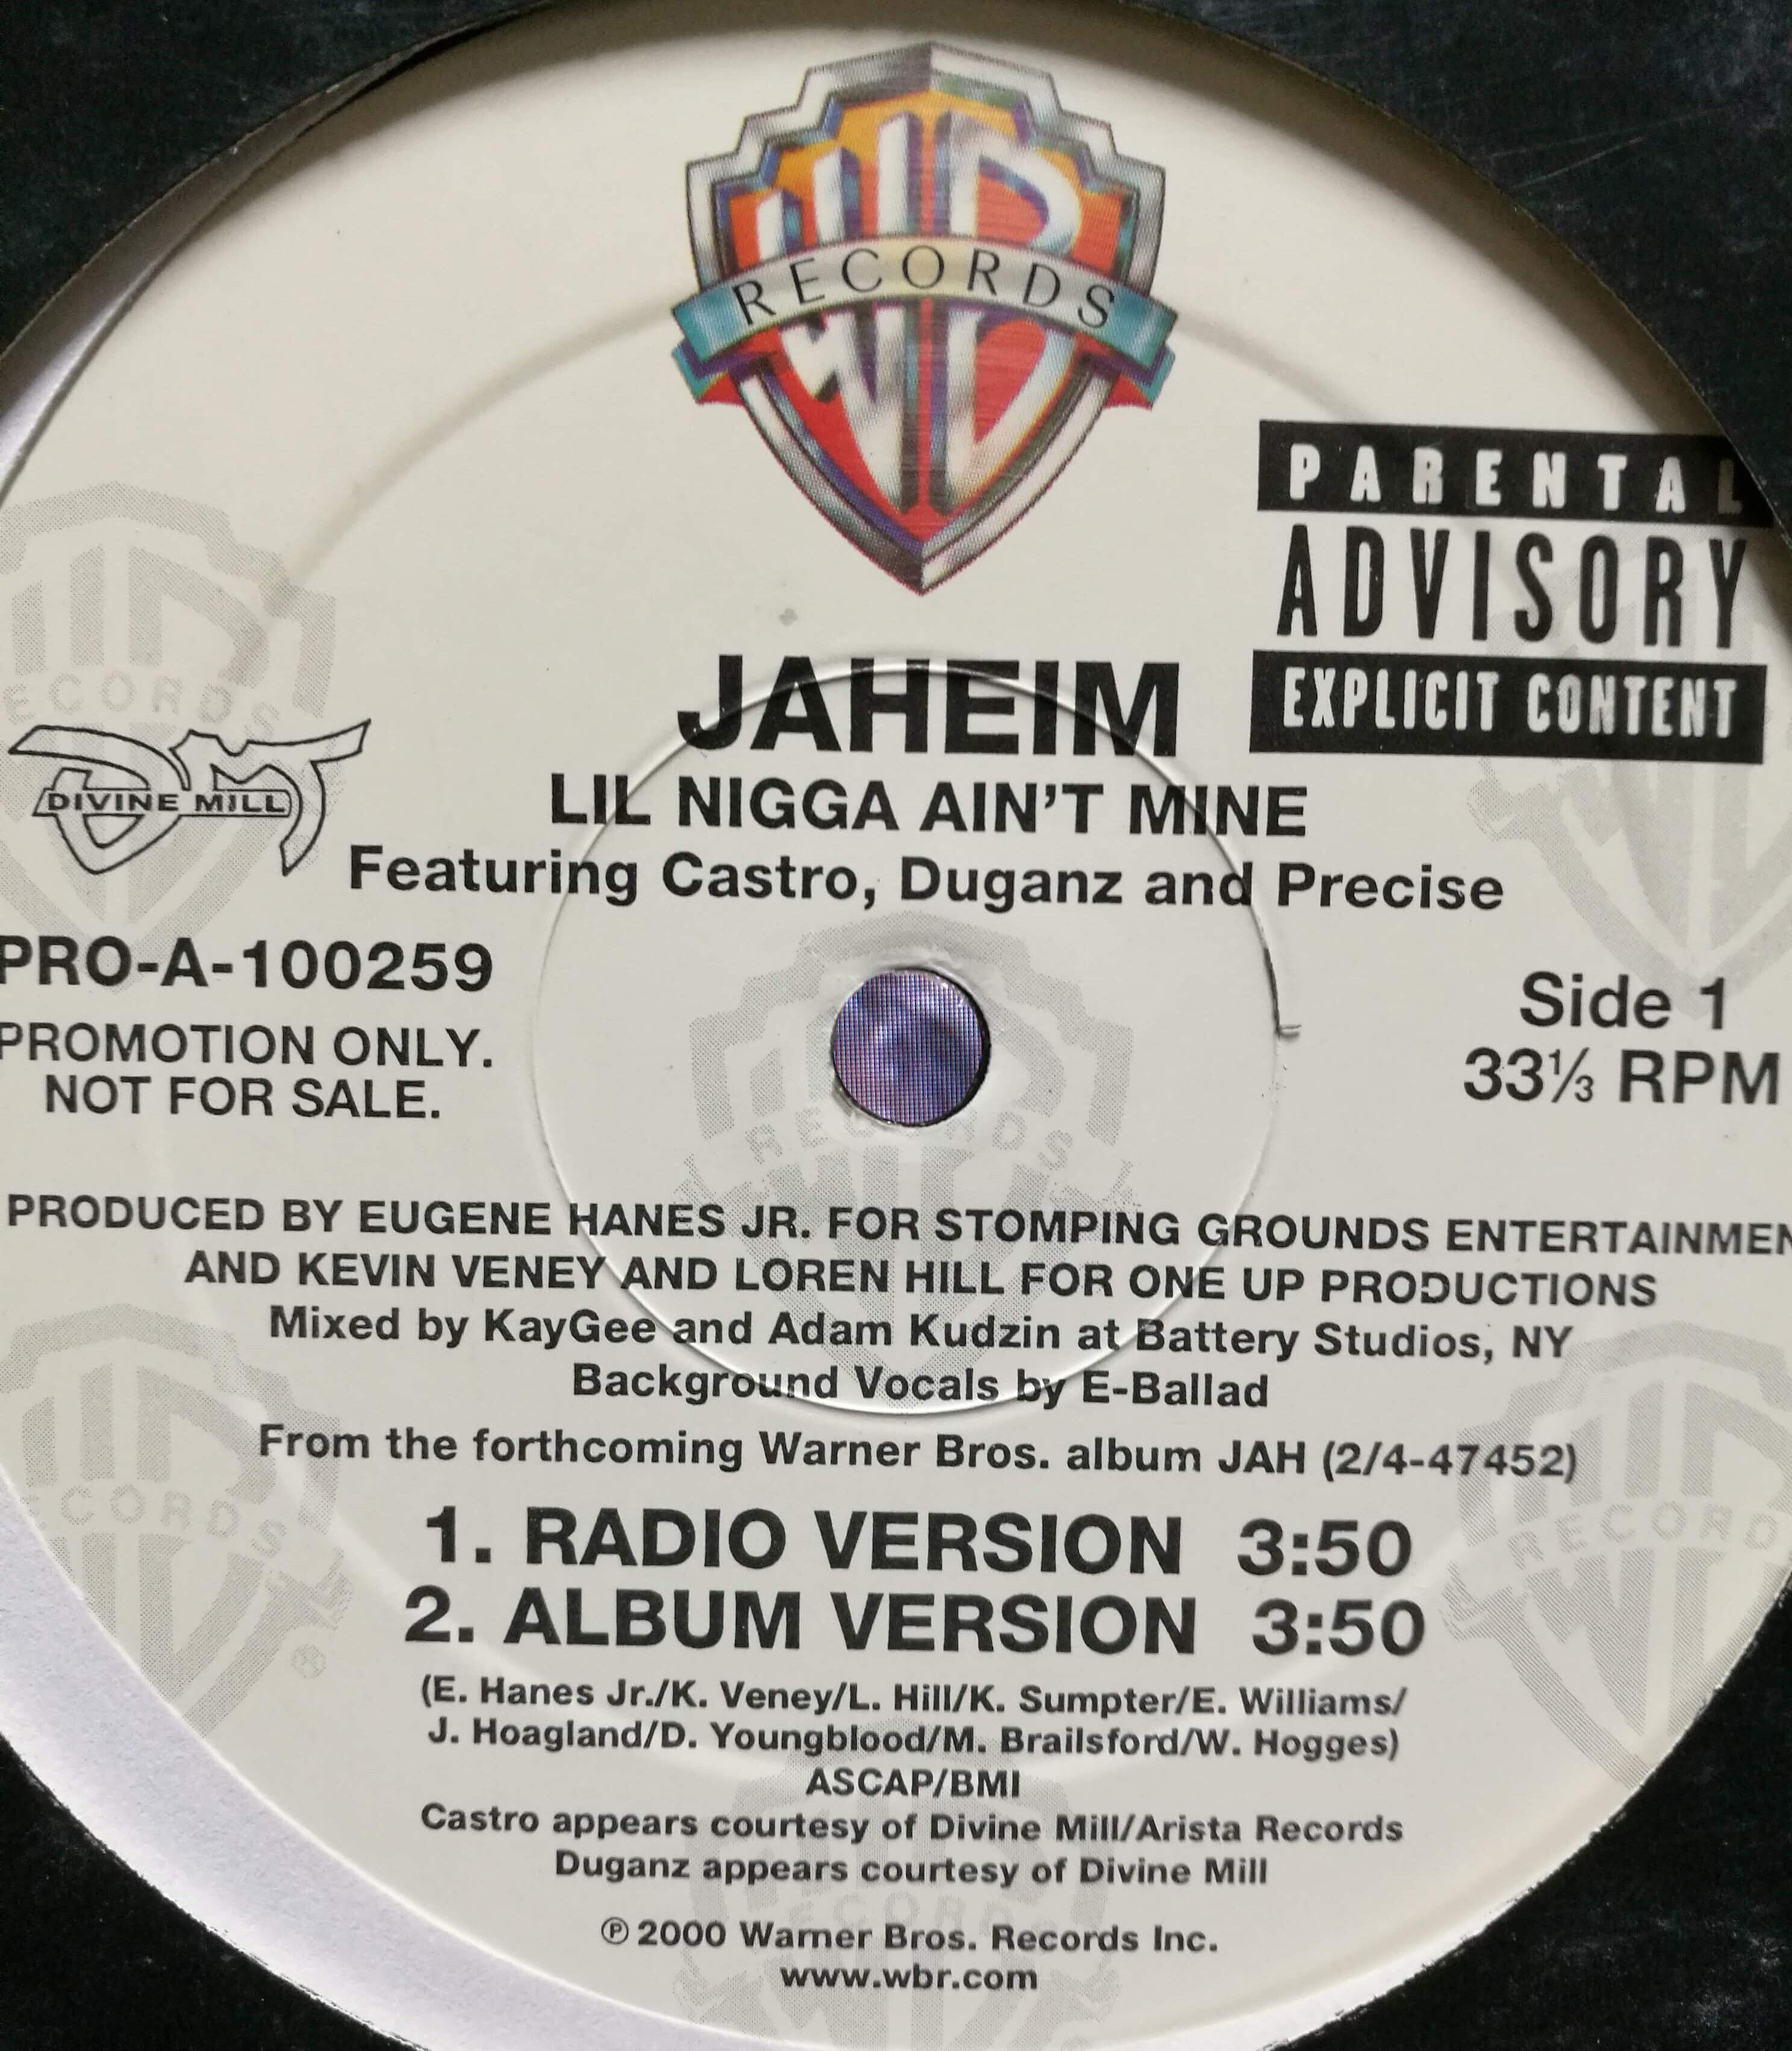 RECORDS
PARENTAL
ADVISORY
EXPLICIT CONTENT
JAHEIM
DIVINE MILL
LIL NIGGA AIN'T MINE
Featuring Castro, Duganz and Precise
PRO-A-100259
PROMOTION ONLY.
NOT FOR SALE.
Side 1
33⅓ RPM
PRODUCED BY EUGENE HANES JR. FOR STOMPING GROUNDS ENTERTAINMEN
AND KEVIN VENEY AND LOREN HILL FOR ONE UP PRODUCTIONS
Mixed by KayGee and Adam Kudzin at Battery Studios, NY
Background Vocals by E-Ballad
From the forthcoming Warner Bros. album JAH (2/4-47452)
1. RADIO VERSION 3:50
2. ALBUM VERSION 3:50
(E. Hanes Jr./K. Veney/L. Hill/K. Sumpter/E. Williams/
J. Hoagland/D. Youngblood/M. Brailsford/W. Hogges)
ASCAP/BMI
Castro appears courtesy of Divine Mill/Arista Records
Duganz appears courtesy of Divine Mill
℗ 2000 Warner Bros. Records Inc.
www.wbr.com